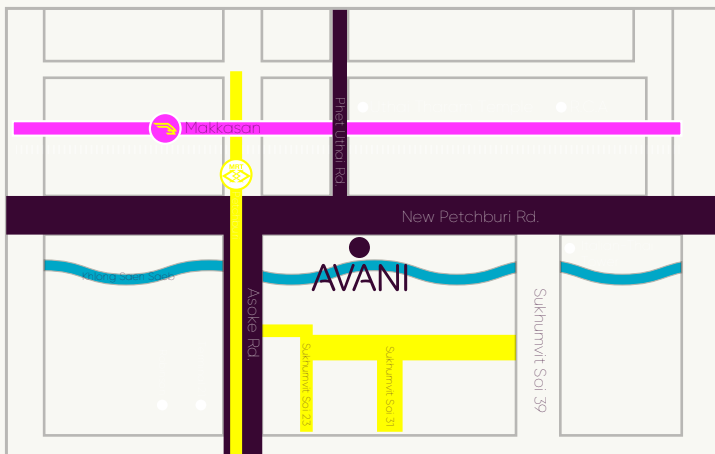 Phet Uthai Rd.
Makkasan
New Petchburi Rd.
AVANI
Khlong Saen Saeb
Asoke Rd.
Sukhumvit Soi 23
Sukhumvit Soi 31
Sukhumvit Soi 39